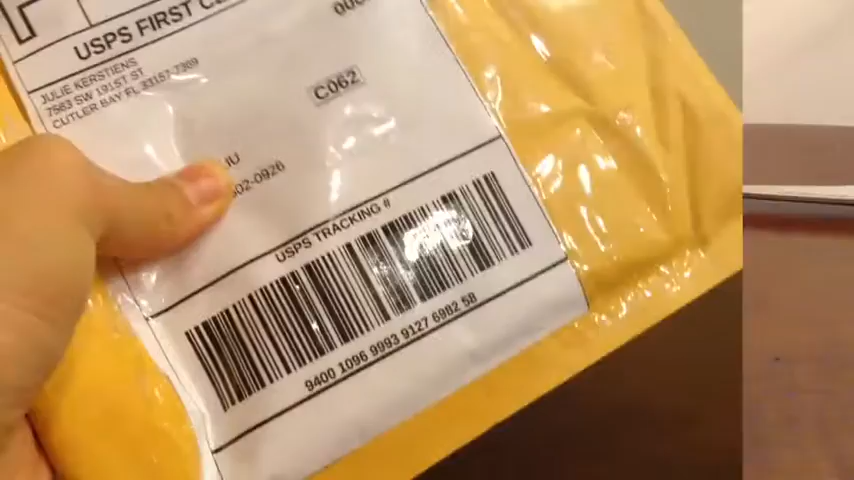 USPS FIRST
JULIE KERSTIENS
7563 SW 191ST ST
CUTLER BAY FL 33157-7389
C062
USPS TRACKING #
9400 1096 9993 9127 6982 58